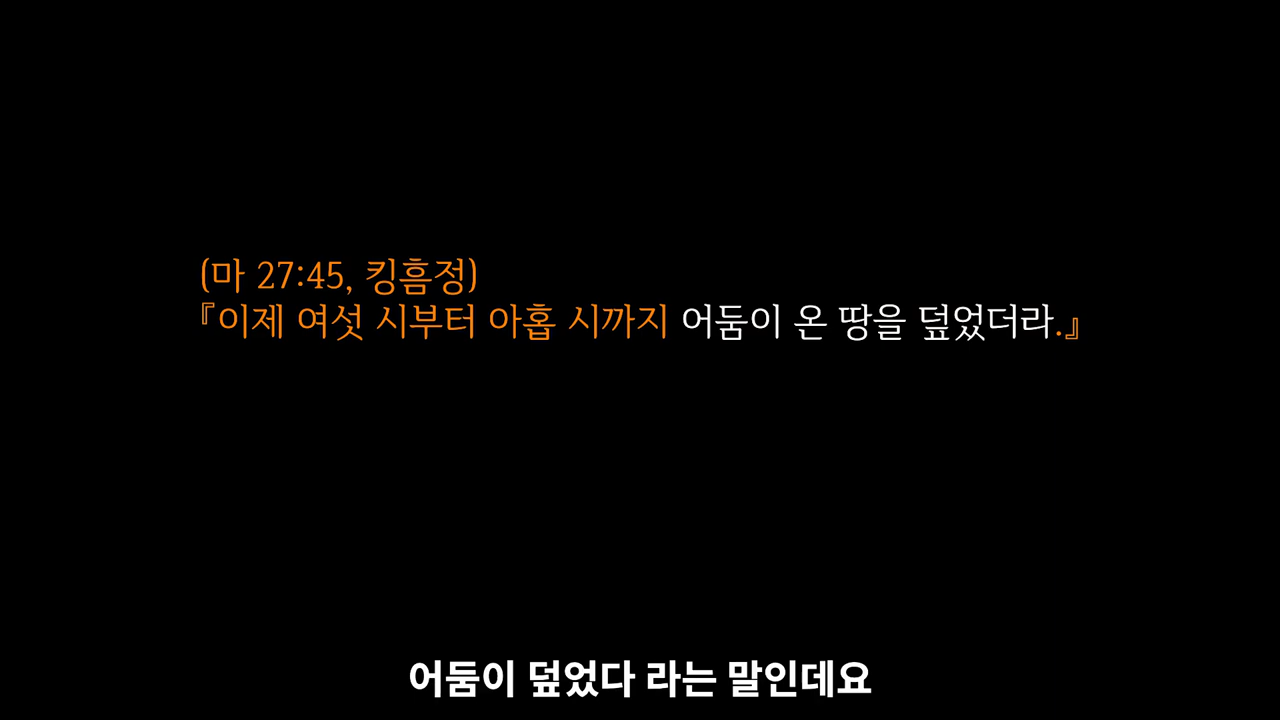 (마 27:45, 킹흠정)
『이제 여섯 시부터 아홉 시까지 어둠이 온 땅을 덮었더라.』
어둠이 덮었다 라는 말인데요